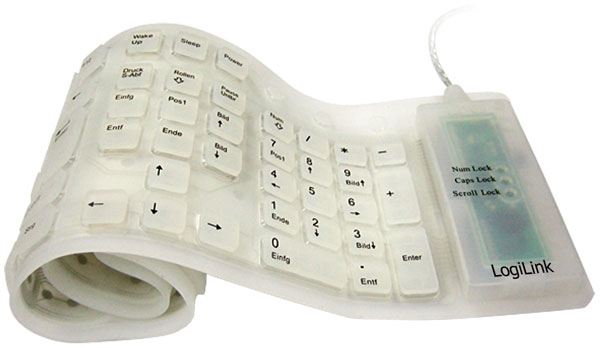 Wake Up
Sleep
Power
Druck S-Abf
Rollen
Pause Untbr
Einfg
Pos1
Bild ↑
Entf
Ende
Bild ↓
↑
← ↓ →
Num
/
*
-
7 Pos1
8 ↑
9 Bild ↑
+
4 ←
5
6 →
1 Ende
2 ↓
3 Bild ↓
Enter
0 Einfg
. Entf
Num Lock
Caps Lock
Scroll Lock
LogiLink